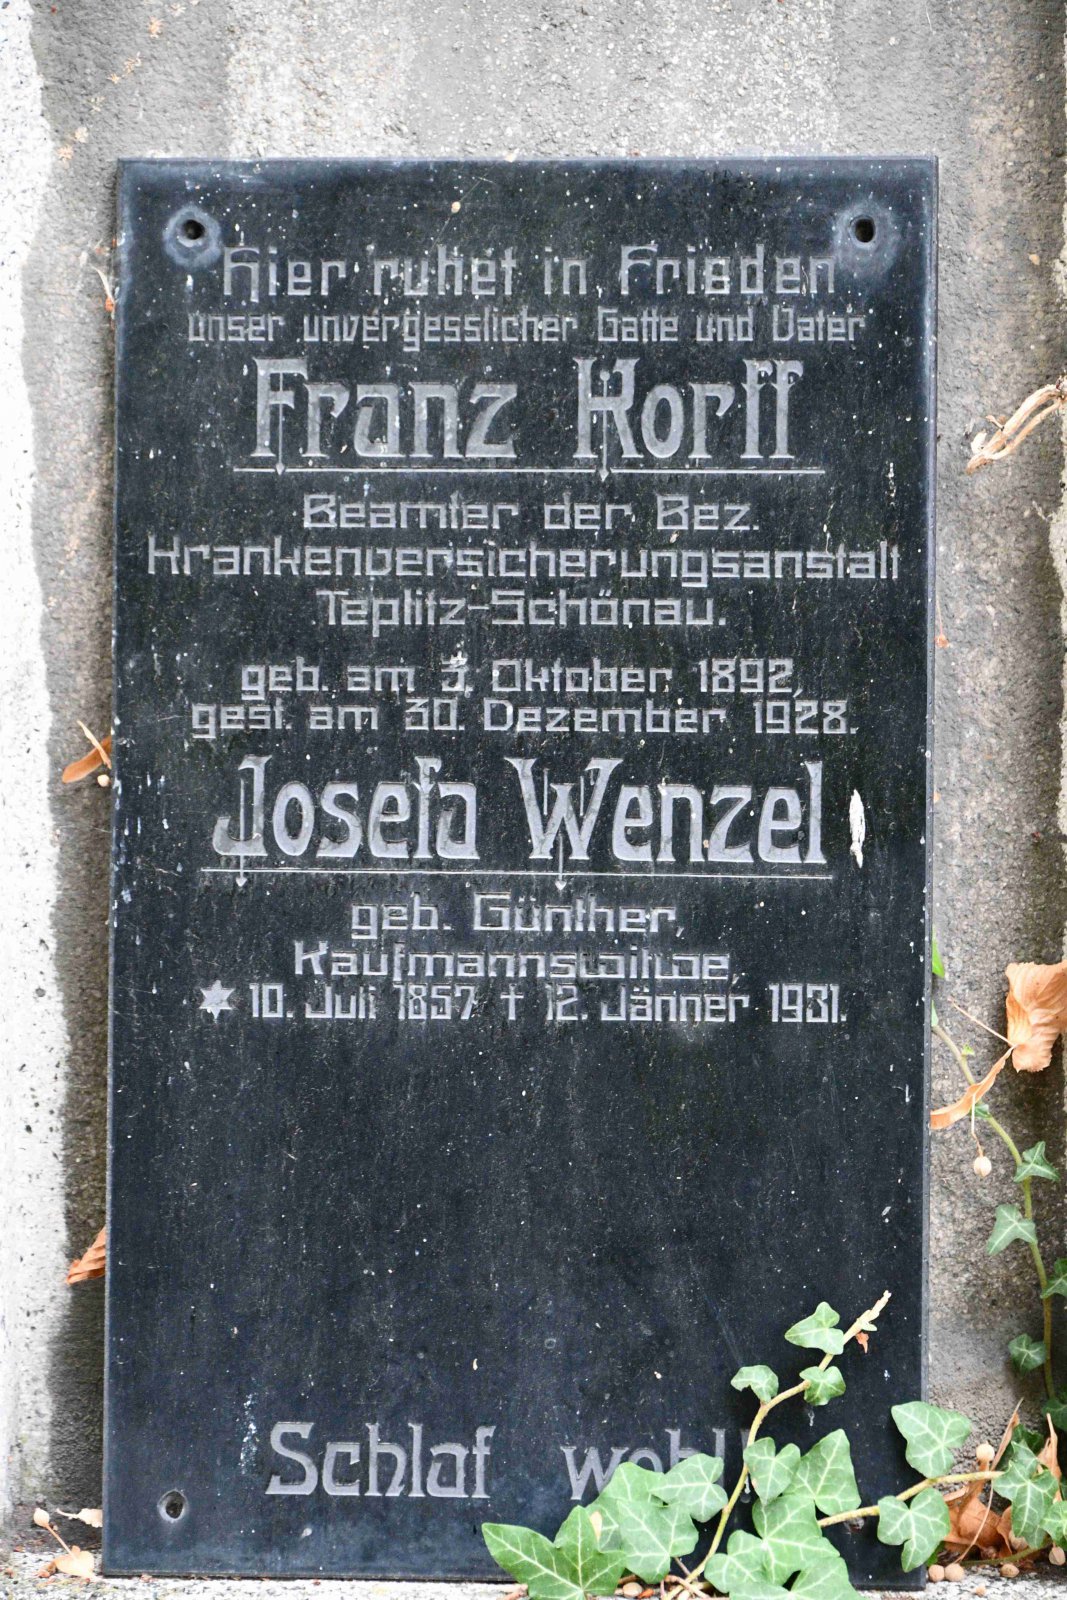 Hier ruhet in Frieden
unser unvergesslicher Gatte und Vater
Franz Korff
Beamter der Bez.
Krankenversicherungsanstalt
Teplitz-Schönau.
geb. am 3. Oktober 1892,
gest. am 30. Dezember 1928.
Josefa Wenzel
geb. Günther,
Kaufmannswitwe,
* 10. Juli 1857 † 12. Jänner 1931.
Schlaf wohl!